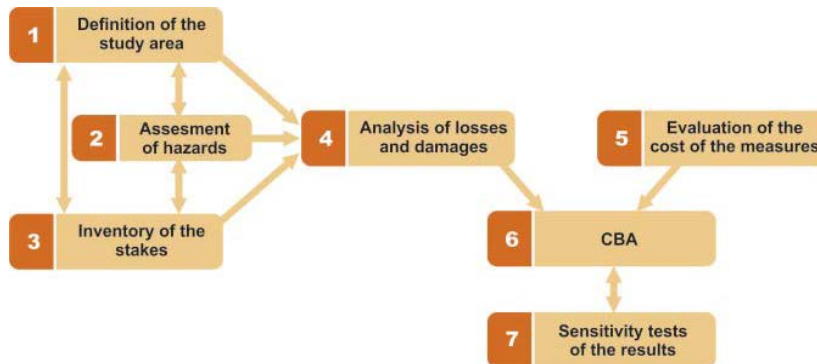 1
Definition of the
study area
2
Assesment
of hazards
3
Inventory of the
stakes
4
Analysis of losses
and damages
5
Evaluation of the
cost of the measures
6
CBA
7
Sensitivity tests
of the results